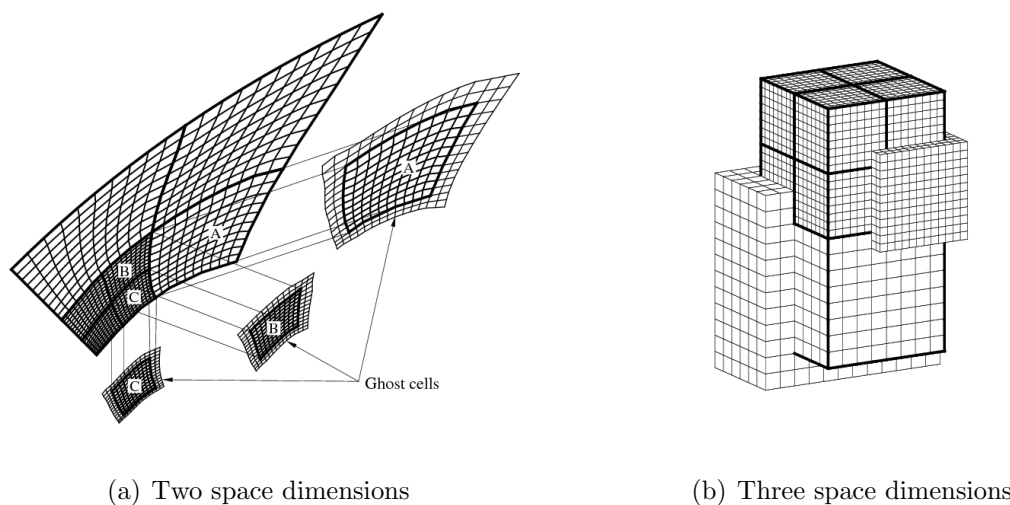 A
A
B
C
B
C
Ghost cells
(a) Two space dimensions
(b) Three space dimensions